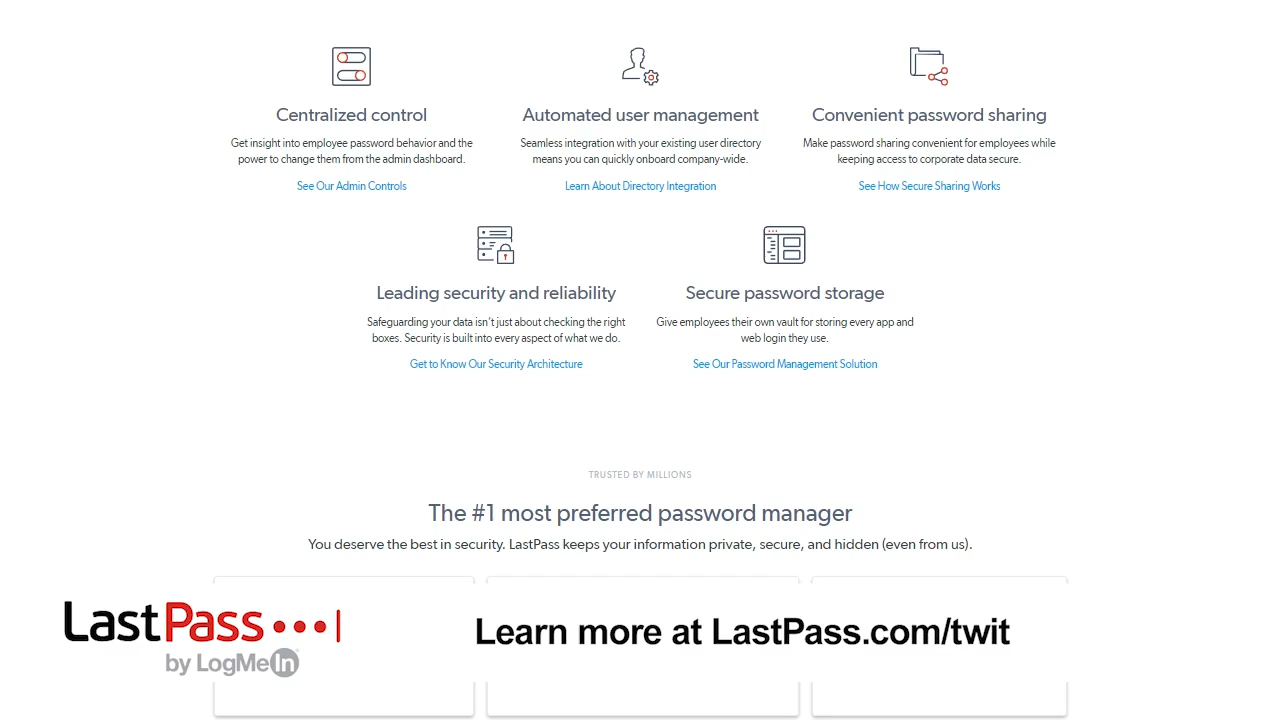 Centralized control
Get insight into employee password behavior and the
power to change them from the admin dashboard.
See Our Admin Controls
Automated user management
Seamless integration with your existing user directory
means you can quickly onboard company-wide.
Learn About Directory Integration
Convenient password sharing
Make password sharing convenient for employees while
keeping access to corporate data secure.
See How Secure Sharing Works
Leading security and reliability
Safeguarding your data isn't just about checking the right
boxes. Security is built into every aspect of what we do.
Get to Know Our Security Architecture
Secure password storage
Give employees their own vault for storing every app and
web login they use.
See Our Password Management Solution
TRUSTED BY MILLIONS
The #1 most preferred password manager
You deserve the best in security. LastPass keeps your information private, secure, and hidden (even from us).
LastPass
by LogMeIn
Learn more at LastPass.com/twit